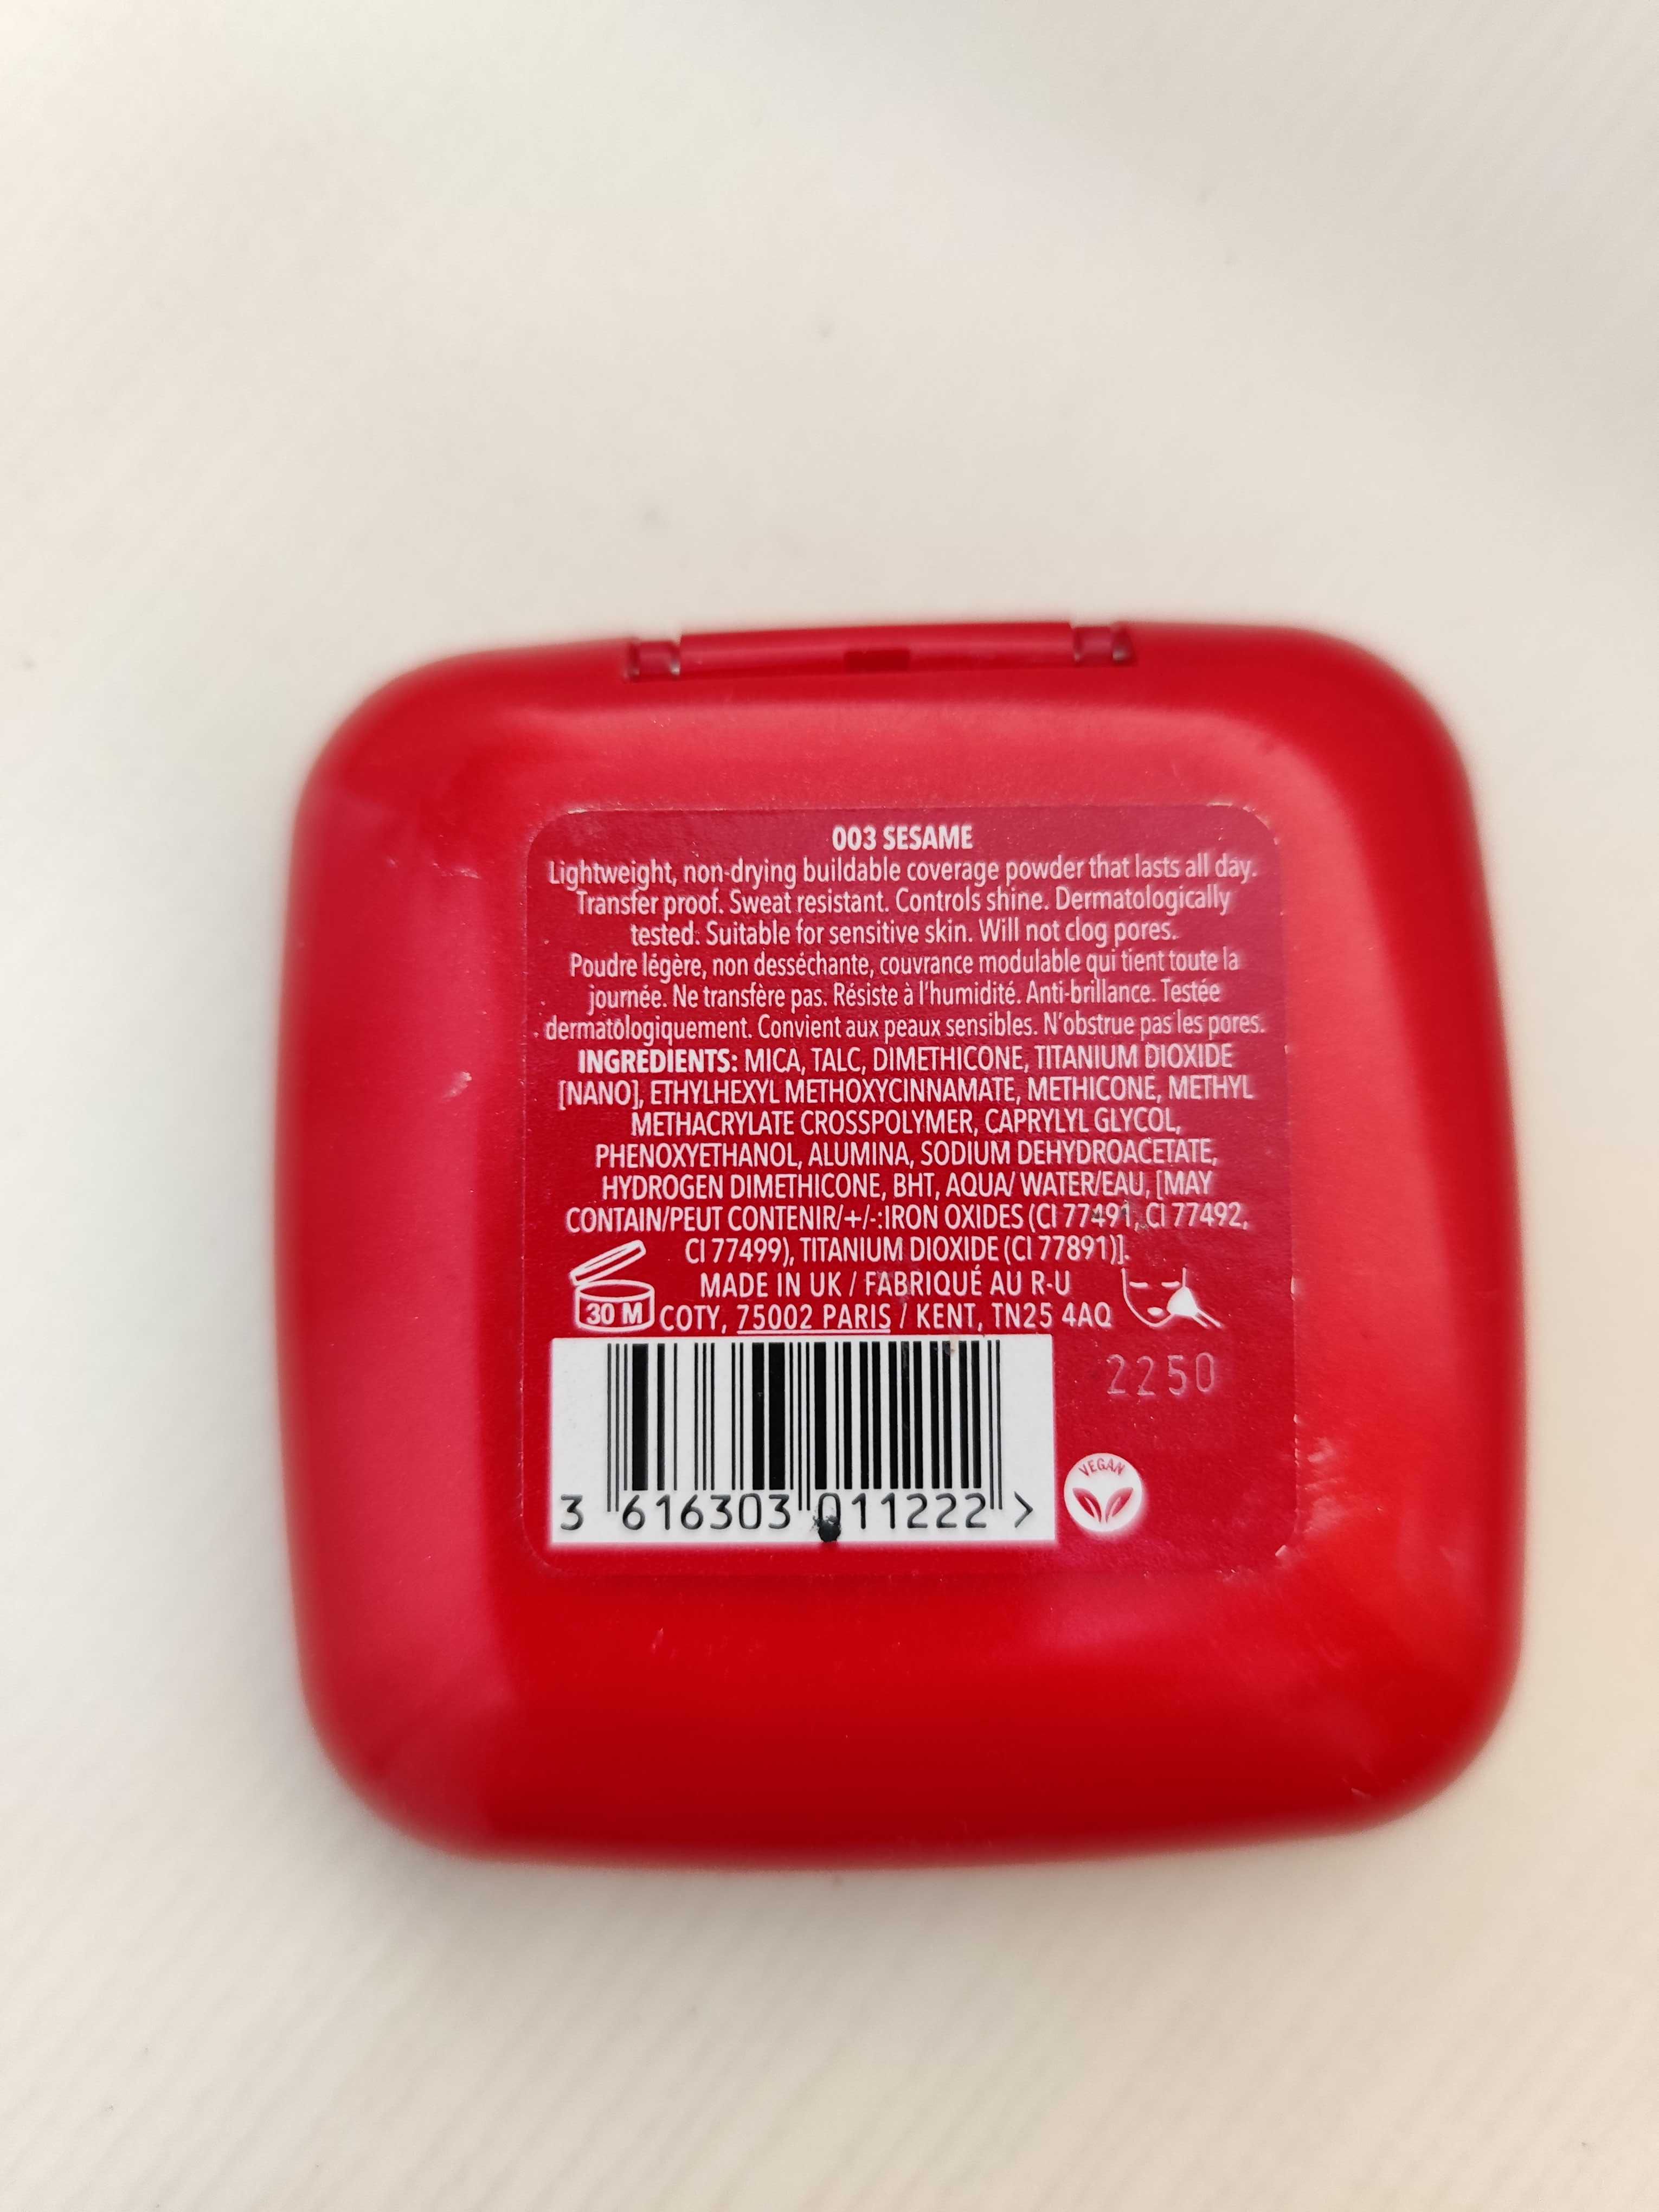 003 SESAME
Lightweight, non-drying buildable coverage powder that lasts all day.
Transfer proof. Sweat resistant. Controls shine. Dermatologically
tested. Suitable for sensitive skin. Will not clog pores.
Poudre légère, non desséchante, couvrance modulable qui tient toute la
journée. Ne transfère pas. Résiste à l'humidité. Anti-brillance. Testée
dermatologiquement. Convient aux peaux sensibles. N'obstrue pas les pores.
INGREDIENTS: MICA, TALC, DIMETHICONE, TITANIUM DIOXIDE
[NANO], ETHYLHEXYL METHOXYCINNAMATE, METHICONE, METHYL
METHACRYLATE CROSSPOLYMER, CAPRYLYL GLYCOL,
PHENOXYETHANOL, ALUMINA, SODIUM DEHYDROACETATE,
HYDROGEN DIMETHICONE, BHT, AQUA/ WATER/EAU, [MAY
CONTAIN/PEUT CONTENIR/+/-:IRON OXIDES (CI 77491, CI 77492,
CI 77499), TITANIUM DIOXIDE (CI 77891)].
MADE IN UK / FABRIQUÉ AU R-U
30 M COTY, 75002 PARIS / KENT, TN25 4AQ
2250
VEGAN
3 616303 011222 >